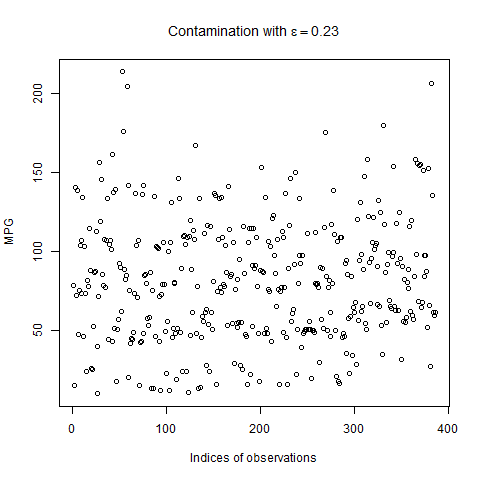 Contamination with ε = 0.23
200
150
100
50
MPG
0 100 200 300 400
Indices of observations